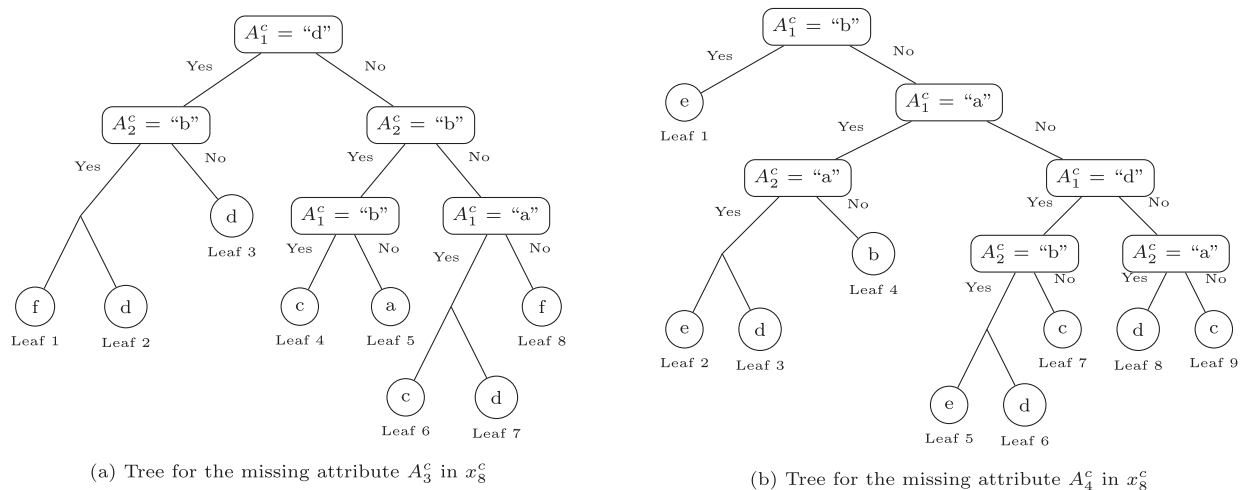 A₁ᶜ = “d”
Yes
No
A₂ᶜ = “b”
A₂ᶜ = “b”
Yes
No
Yes
No
d
Leaf 3
A₁ᶜ = “b”
A₁ᶜ = “a”
Yes
No
Yes
No
f
d
c
a
f
Leaf 1
Leaf 2
Leaf 4
Leaf 5
Leaf 8
c
d
Leaf 6
Leaf 7
(a) Tree for the missing attribute A₃ᶜ in x₈ᶜ
A₁ᶜ = “b”
Yes
No
e
Leaf 1
A₁ᶜ = “a”
Yes
No
A₂ᶜ = “a”
A₁ᶜ = “d”
Yes
No
Yes
No
b
Leaf 4
A₂ᶜ = “b”
A₂ᶜ = “a”
Yes
No
Yes
No
e
d
c
d
c
Leaf 2
Leaf 3
Leaf 7
Leaf 8
Leaf 9
e
d
Leaf 5
Leaf 6
(b) Tree for the missing attribute A₄ᶜ in x₈ᶜ